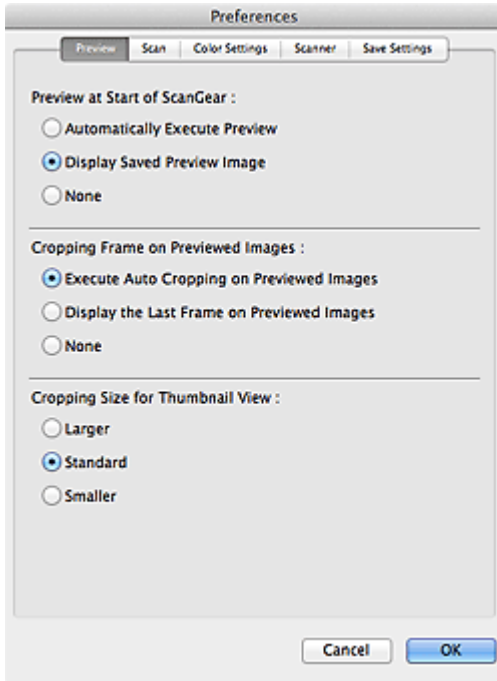 Preferences
Preview Scan Color Settings Scanner Save Settings
Preview at Start of ScanGear :
Automatically Execute Preview
Display Saved Preview Image
None
Cropping Frame on Previewed Images :
Execute Auto Cropping on Previewed Images
Display the Last Frame on Previewed Images
None
Cropping Size for Thumbnail View :
Larger
Standard
Smaller
Cancel OK